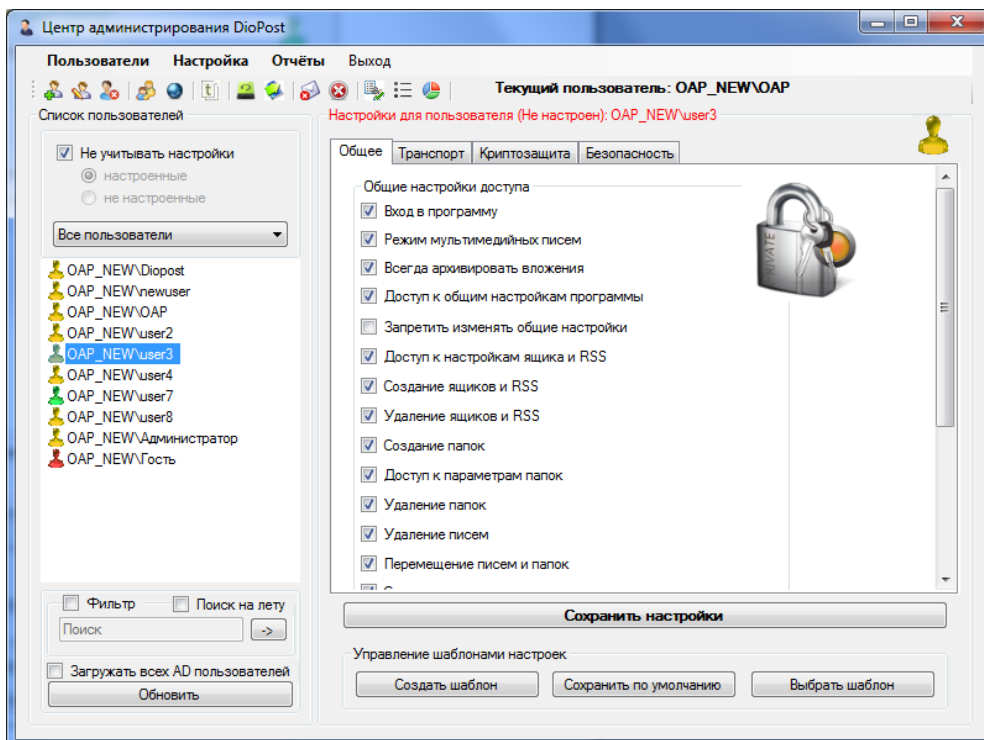 Центр администрирования DioPost
Пользователи Настройка Отчёты Выход
Текущий пользователь: OAP_NEW\OAP
Список пользователей
Не учитывать настройки
настроенные
не настроенные
Все пользователи
OAP_NEW\Diopost
OAP_NEW\newuser
OAP_NEW\OAP
OAP_NEW\user2
OAP_NEW\user3
OAP_NEW\user4
OAP_NEW\user7
OAP_NEW\user8
OAP_NEW\Администратор
OAP_NEW\Гость
Фильтр Поиск на лету
Поиск ->
Загружать всех AD пользователей
Обновить
Настройки для пользователя (Не настроен): OAP_NEW\user3
Общее Транспорт Криптозащита Безопасность
Общие настройки доступа
Вход в программу
Режим мультимедийных писем
Всегда архивировать вложения
Доступ к общим настройкам программы
Запретить изменять общие настройки
Доступ к настройкам ящика и RSS
Создание ящиков и RSS
Удаление ящиков и RSS
Создание папок
Доступ к параметрам папок
Удаление папок
Удаление писем
Перемещение писем и папок
PRIVATE
Сохранить настройки
Управление шаблонами настроек
Создать шаблон Сохранить по умолчанию Выбрать шаблон